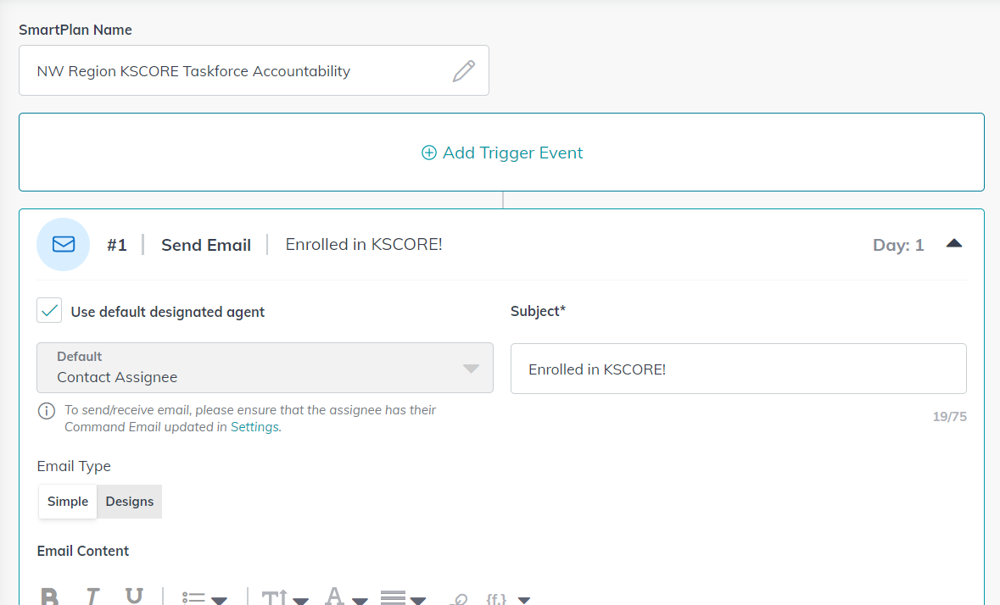 SmartPlan Name
NW Region KSCORE Taskforce Accountability
Add Trigger Event
#1 Send Email Enrolled in KSCORE! Day: 1
Use default designated agent
Subject*
Default
Contact Assignee
Enrolled in KSCORE!
To send/receive email, please ensure that the assignee has their
Command Email updated in Settings.
19/75
Email Type
Simple Designs
Email Content
B I U T A {f.}